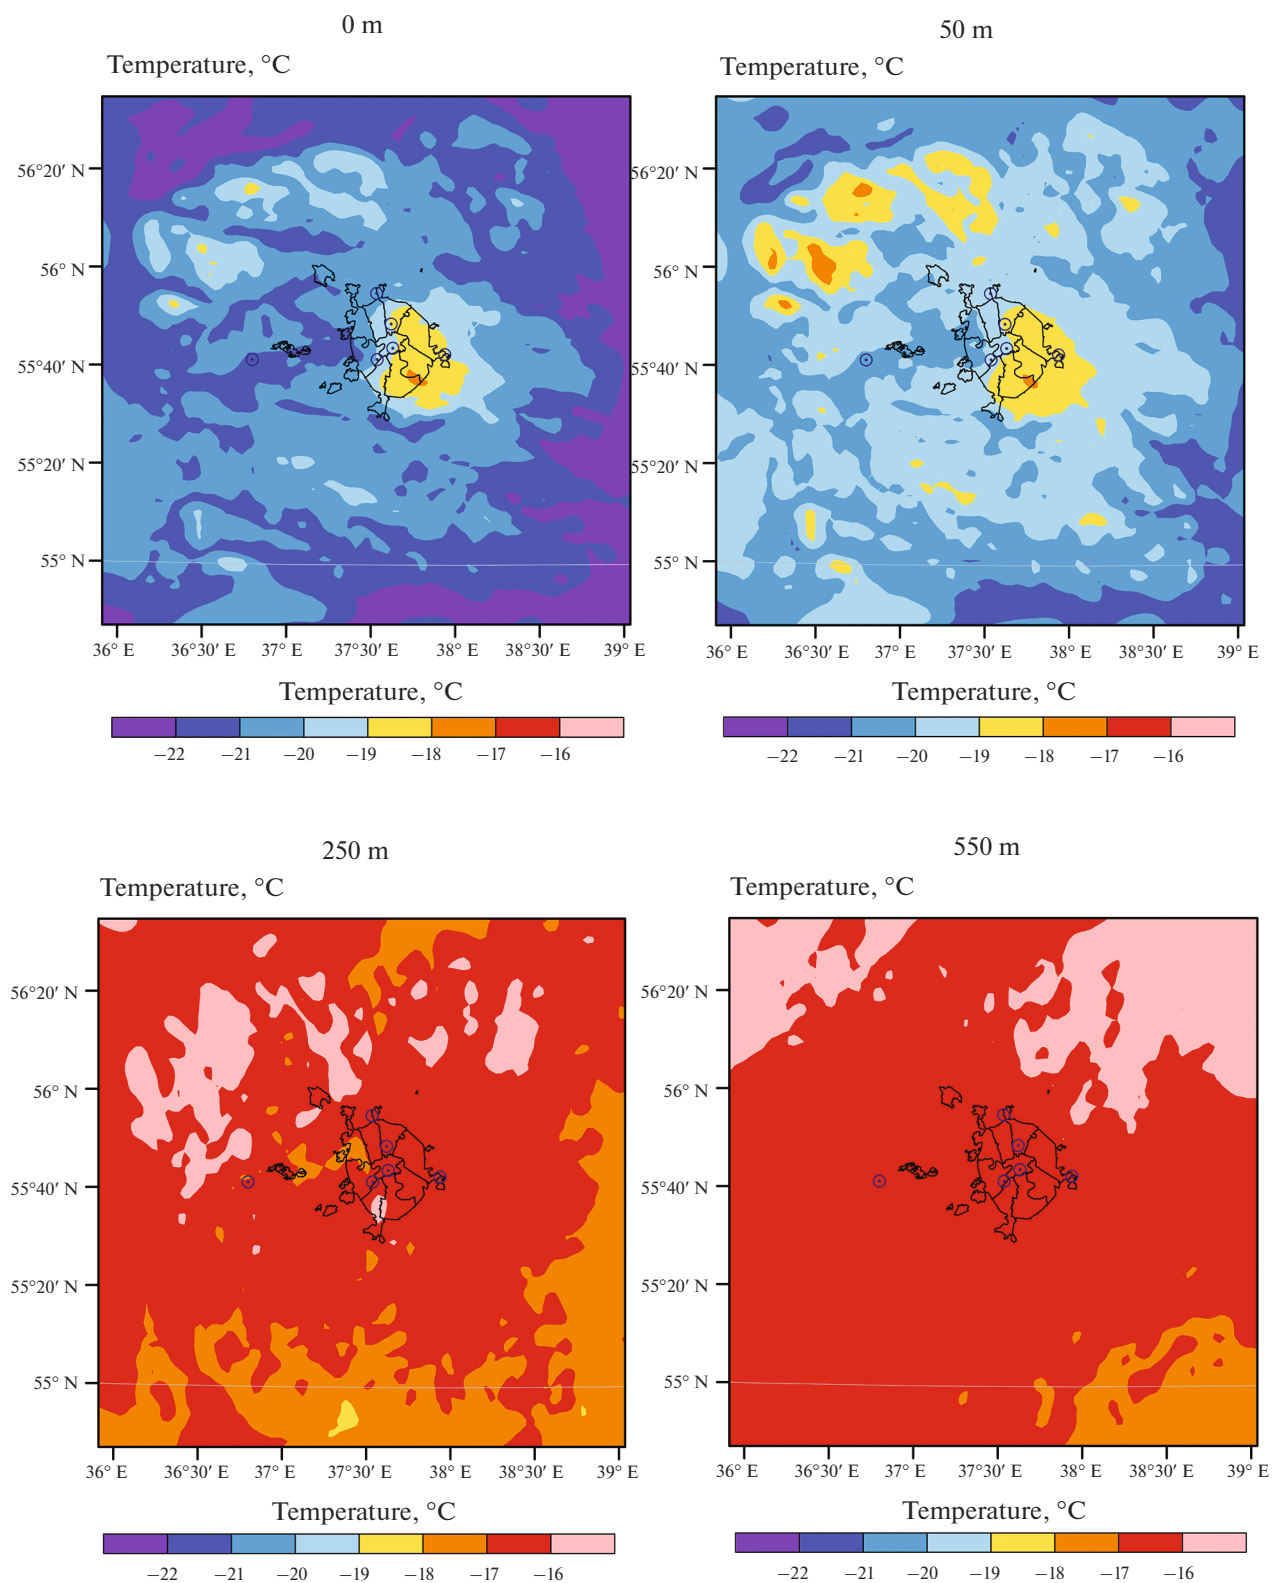 0 m
Temperature, °C
56°20′ N
56° N
55°40′ N
55°20′ N
55° N
36° E 36°30′ E 37° E 37°30′ E 38° E 38°30′ E 39° E
Temperature, °C
−22 −21 −20 −19 −18 −17 −16
50 m
Temperature, °C
56°20′ N
56° N
55°40′ N
55°20′ N
55° N
36° E 36°30′ E 37° E 37°30′ E 38° E 38°30′ E 39° E
Temperature, °C
−22 −21 −20 −19 −18 −17 −16
250 m
Temperature, °C
56°20′ N
56° N
55°40′ N
55°20′ N
55° N
36° E 36°30′ E 37° E 37°30′ E 38° E 38°30′ E 39° E
Temperature, °C
−22 −21 −20 −19 −18 −17 −16
550 m
Temperature, °C
56°20′ N
56° N
55°40′ N
55°20′ N
55° N
36° E 36°30′ E 37° E 37°30′ E 38° E 38°30′ E 39° E
Temperature, °C
−22 −21 −20 −19 −18 −17 −16